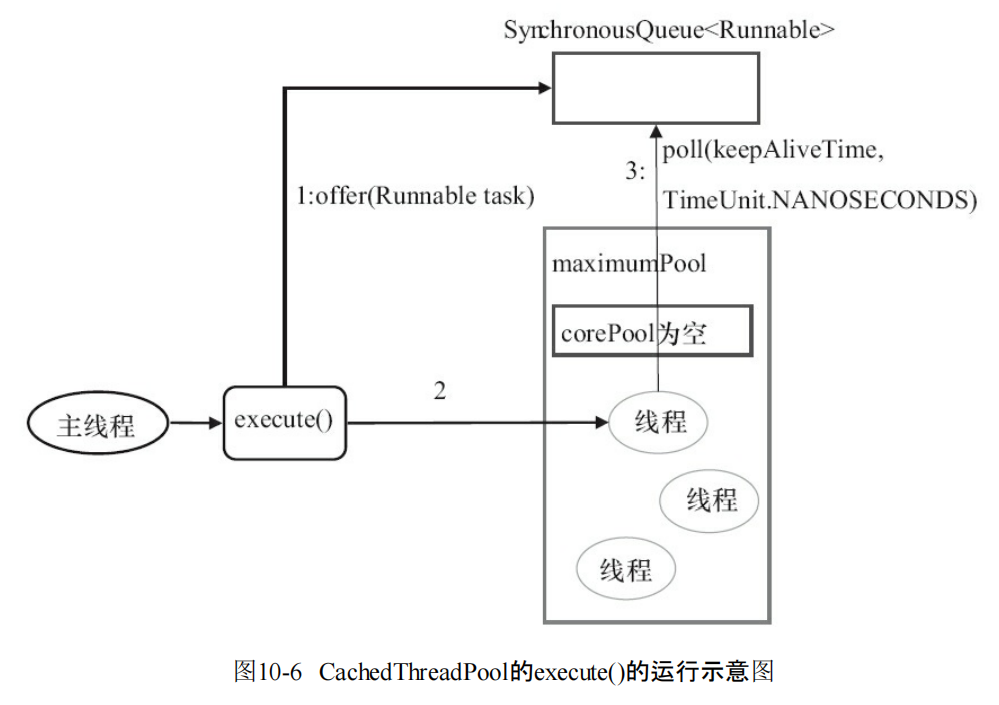 SynchronousQueue<Runnable>
poll(keepAliveTime,
3:
TimeUnit.NANOSECONDS)
1:offer(Runnable task)
maximumPool
corePool为空
2
主线程
execute()
线程
线程
线程
图10-6 CachedThreadPool的execute()的运行示意图